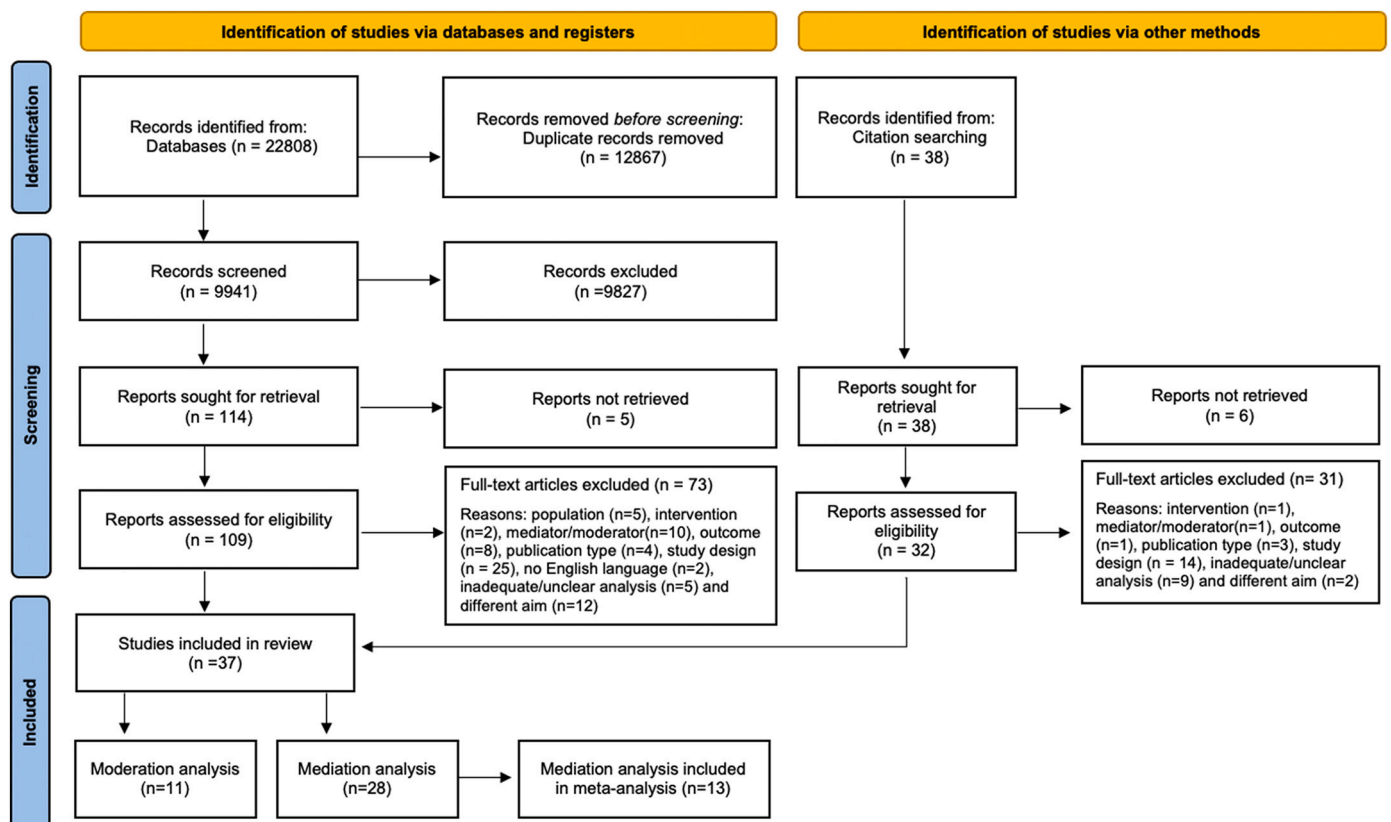 Identification of studies via databases and registers
Identification of studies via other methods
Identification
Records identified from:
Databases (n = 22808)
Records removed before screening:
Duplicate records removed
(n = 12867)
Records identified from:
Citation searching
(n = 38)
Screening
Records screened
(n = 9941)
Records excluded
(n =9827)
Reports sought for retrieval
(n = 114)
Reports not retrieved
(n = 5)
Reports sought for
retrieval
(n = 38)
Reports not retrieved
(n = 6)
Reports assessed for eligibility
(n = 109)
Full-text articles excluded (n = 73)
Reasons: population (n=5), intervention
(n=2), mediator/moderator(n=10), outcome
(n=8), publication type (n=4), study design
(n = 25), no English language (n=2),
inadequate/unclear analysis (n=5) and
different aim (n=12)
Reports assessed for
eligibility
(n = 32)
Full-text articles excluded (n= 31)
Reasons: intervention (n=1),
mediator/moderator(n=1), outcome
(n=1), publication type (n=3), study
design (n = 14), inadequate/unclear
analysis (n=9) and different aim (n=2)
Included
Studies included in review
(n =37)
Moderation analysis
(n=11)
Mediation analysis
(n=28)
Mediation analysis included
in meta-analysis (n=13)